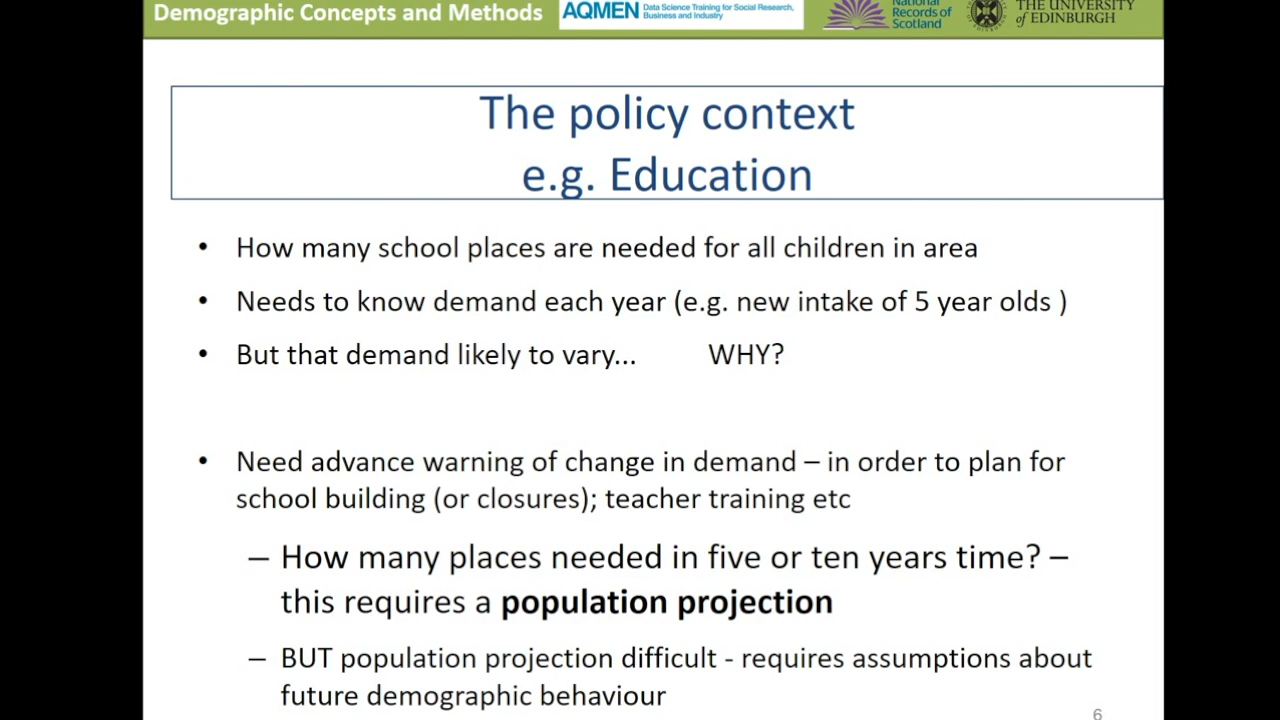 Demographic Concepts and Methods
AQMEN
Data Science Training for Social Research,
Business and Industry
National
Records of
Scotland
THE UNIVERSITY
of EDINBURGH
The policy context
e.g. Education
• How many school places are needed for all children in area
• Needs to know demand each year (e.g. new intake of 5 year olds )
• But that demand likely to vary... WHY?
• Need advance warning of change in demand – in order to plan for
school building (or closures); teacher training etc
– How many places needed in five or ten years time? –
this requires a population projection
– BUT population projection difficult - requires assumptions about
future demographic behaviour
6